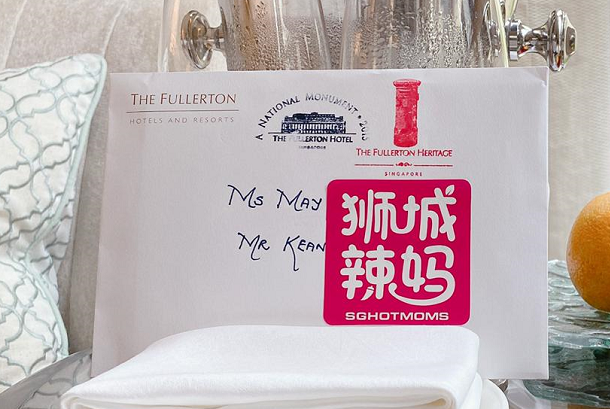 THE FULLERTON
HOTELS AND RESORTS
A NATIONAL MONUMENT
THE FULLERTON HOTEL
THE FULLERTON HERITAGE
SINGAPORE
MS MAY
MR KEAN
狮城
辣妈
SGHOTMOMS